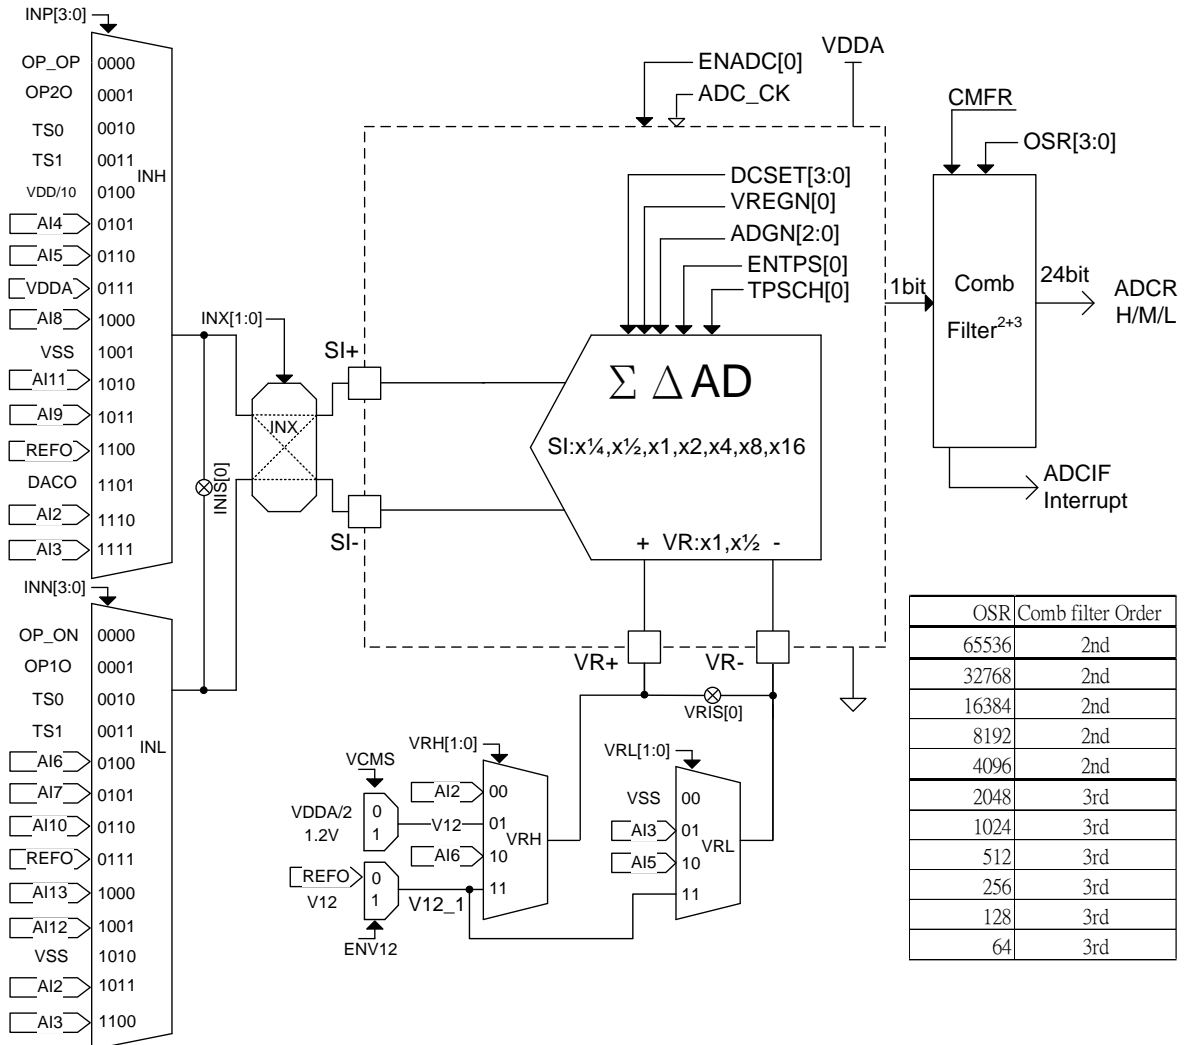 INP[3:0]
OP_OP 0000
OP2O 0001
TS0 0010
TS1 0011
INH
VDD/10 0100
AI4 0101
AI5 0110
VDDA 0111
AI8 1000
VSS 1001
AI11 1010
AI9 1011
REFO 1100
DACO 1101
AI2 1110
AI3 1111
INN[3:0]
OP_ON 0000
OP1O 0001
TS0 0010
TS1 0011
INL
AI6 0100
AI7 0101
AI10 0110
REFO 0111
AI13 1000
AI12 1001
VSS 1010
AI2 1011
AI3 1100
INIS[0]
INX[1:0]
INX
SI+
SI-
ENADC[0]
ADC_CK
VDDA
DCSET[3:0]
VREGN[0]
ADGN[2:0]
ENTPS[0]
TPSCH[0]
Σ Δ AD
SI:x¼,x½,x1,x2,x4,x8,x16
+ VR:x1,x½ -
VR+
VR-
VRIS[0]
VRH[1:0]
AI2 00
V12 01
VRH
AI6 10
11
VCMS
VDDA/2 0
1.2V 1
REFO 0
V12 1
V12_1
ENV12
VRL[1:0]
VSS 00
AI3 01
VRL
AI5 10
11
CMFR
OSR[3:0]
1bit
Comb
Filter2+3
24bit
ADCR
H/M/L
ADCIF
Interrupt
OSR Comb filter Order
65536 2nd
32768 2nd
16384 2nd
8192 2nd
4096 2nd
2048 3rd
1024 3rd
512 3rd
256 3rd
128 3rd
64 3rd